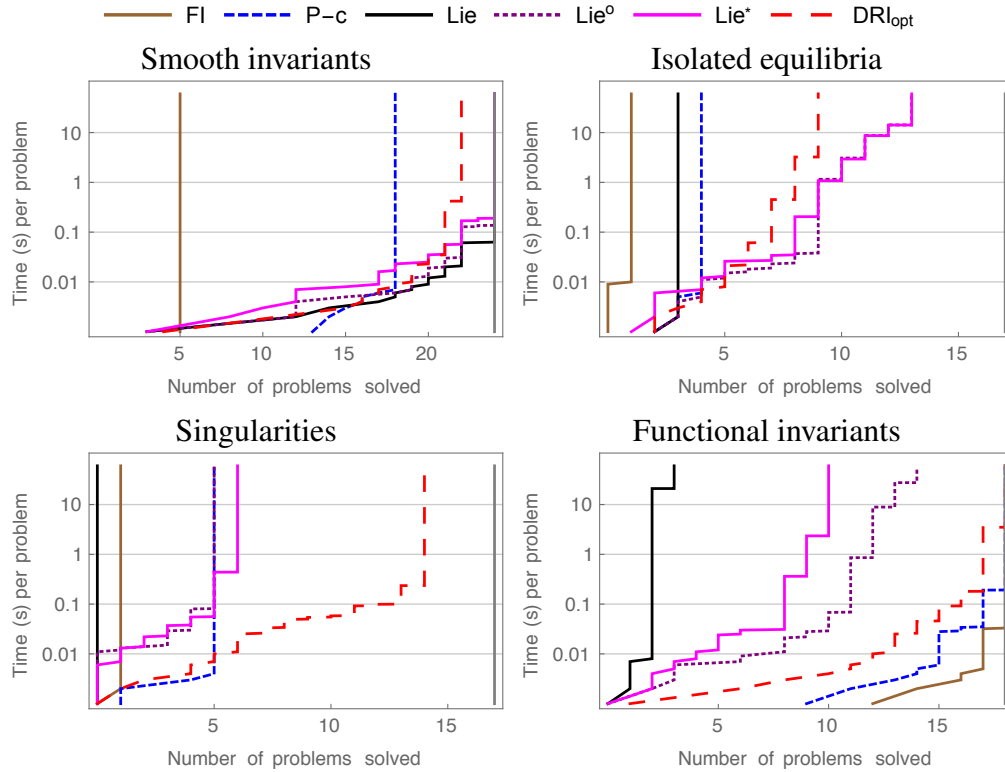 FI P-c Lie Lie° Lie* DRIopt
Smooth invariants
Time (s) per problem
10
1
0.1
0.01
5 10 15 20
Number of problems solved
Isolated equilibria
Time (s) per problem
10
1
0.1
0.01
5 10 15
Number of problems solved
Singularities
Time (s) per problem
10
1
0.1
0.01
5 10 15
Number of problems solved
Functional invariants
Time (s) per problem
10
1
0.1
0.01
5 10 15
Number of problems solved